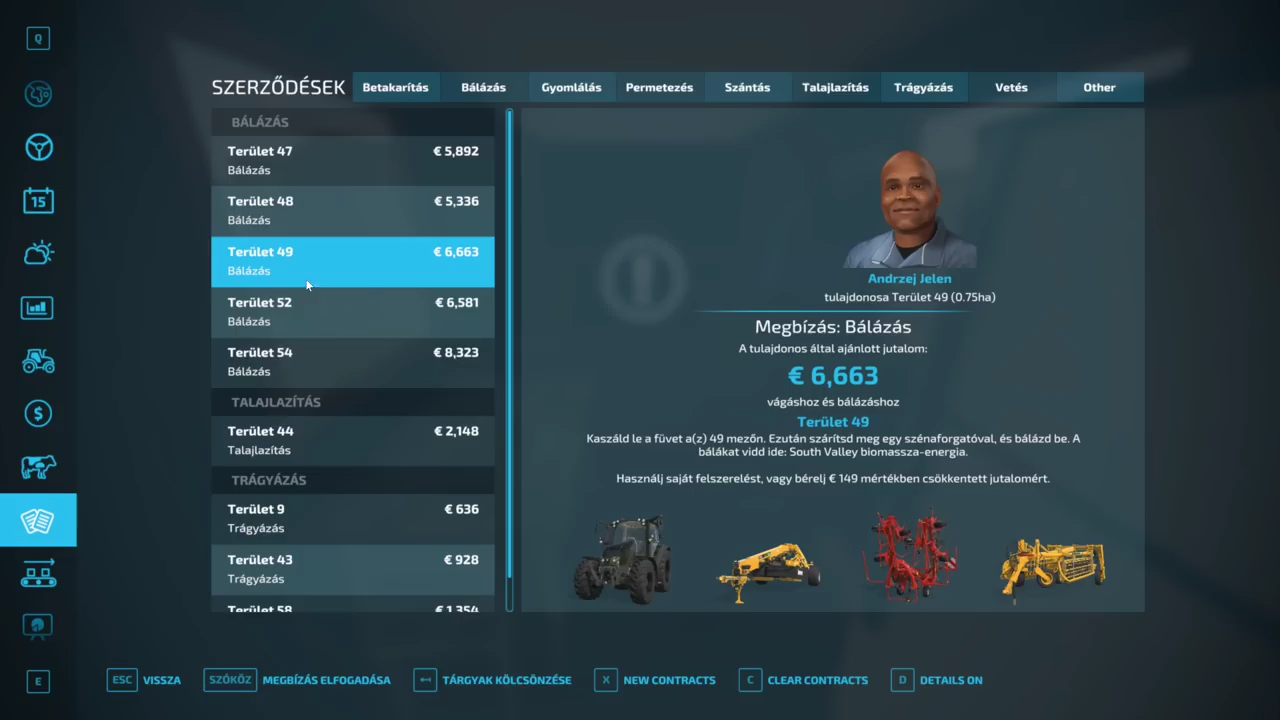 Q
SZERZŐDÉSEK
Betakarítás
Bálázás
Gyomlálás
Permetezés
Szántás
Talajlazítás
Trágyázás
Vetés
Other
15
BÁLÁZÁS
Terület 47
€ 5,892
Bálázás
Terület 48
€ 5,336
Bálázás
Terület 49
€ 6,663
Bálázás
Terület 52
€ 6,581
Bálázás
Terület 54
€ 8,323
Bálázás
TALAJLAZÍTÁS
Terület 44
€ 2,148
Talajlazítás
TRÁGYÁZÁS
Terület 9
€ 636
Trágyázás
Terület 43
€ 928
Trágyázás
Terület 58
€ 1,354
Andrzej Jelen
tulajdonosa Terület 49 (0.75ha)
Megbízás: Bálázás
A tulajdonos által ajánlott jutalom:
€ 6,663
vágáshoz és bálázáshoz
Terület 49
Kaszáld le a füvet a(z) 49 mezőn. Ezután szárítsd meg egy szénaforgatóval, és bálázd be. A
bálákat vidd ide: South Valley biomassza-energia.
Használj saját felszerelést, vagy bérelj € 149 mértékben csökkentett jutalomért.
E
ESC VISSZA
SZÓKÖZ MEGBÍZÁS ELFOGADÁSA
TÁRGYAK KÖLCSÖNZÉSE
X NEW CONTRACTS
C CLEAR CONTRACTS
D DETAILS ON